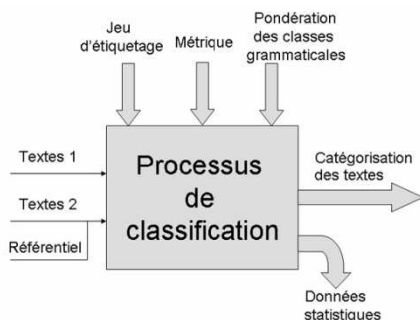 Jeu
d'étiquetage
Métrique
Pondération
des classes
grammaticales
Textes 1
Textes 2
Référentiel
Processus
de
classification
Catégorisation
des textes
Données
statistiques